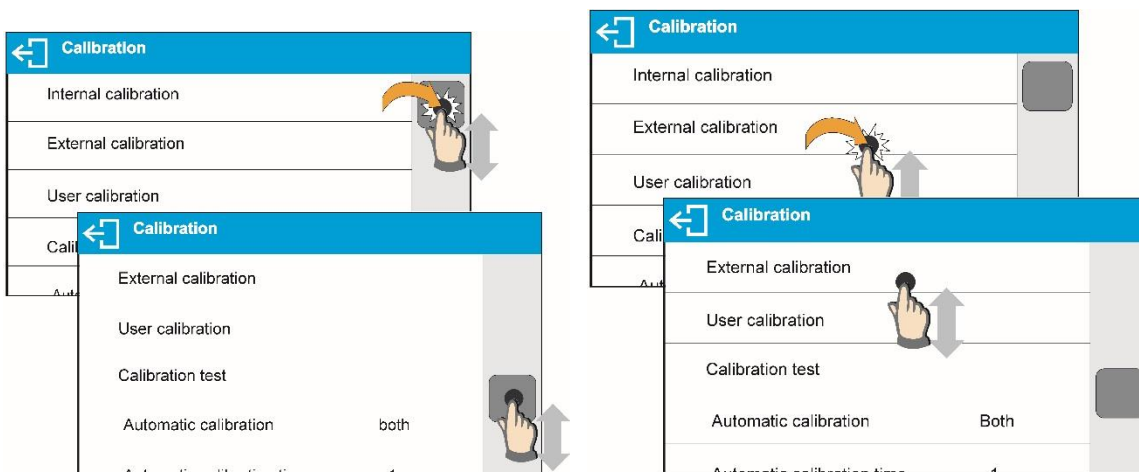 Calibration
Internal calibration
External calibration
User calibration
Cali
Calibration
External calibration
User calibration
Calibration test
Automatic calibration both
Calibration
Internal calibration
External calibration
User calibration
Cali
Calibration
External calibration
User calibration
Calibration test
Automatic calibration Both
Automatic calibration time 1